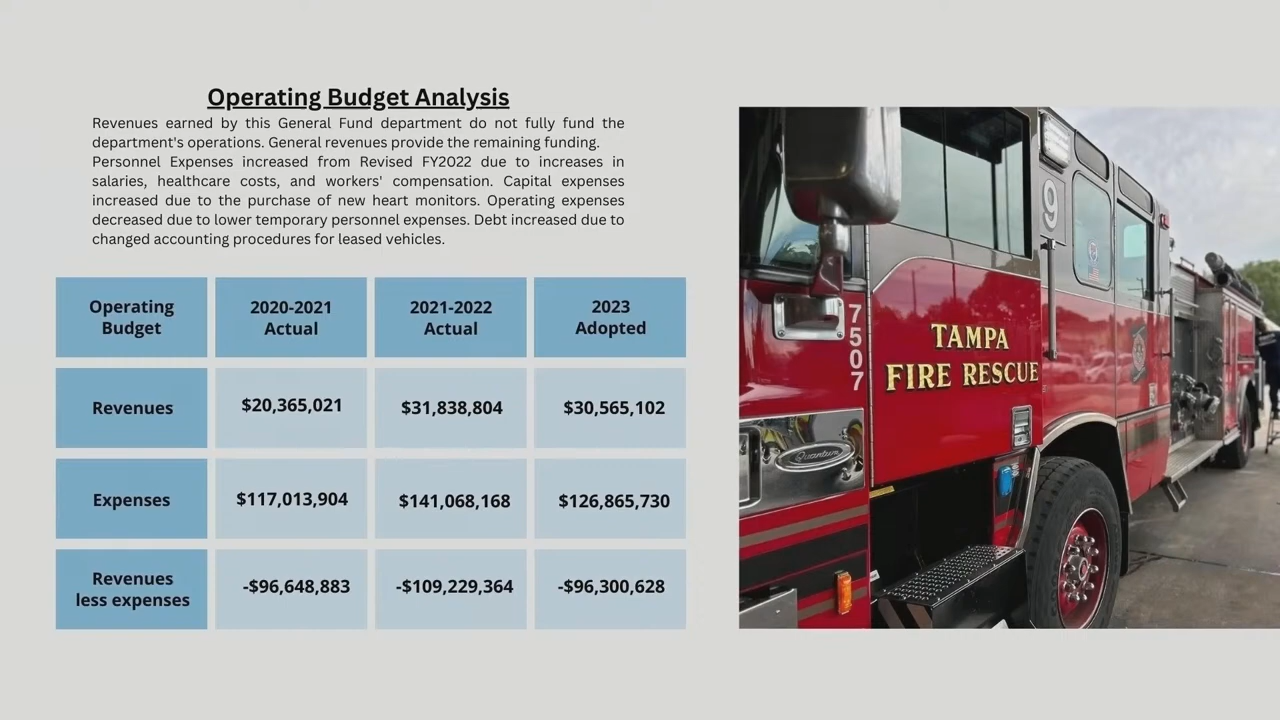 Operating Budget Analysis
Revenues earned by this General Fund department do not fully fund the
department's operations. General revenues provide the remaining funding.
Personnel Expenses increased from Revised FY2022 due to increases in
salaries, healthcare costs, and workers' compensation. Capital expenses
increased due to the purchase of new heart monitors. Operating expenses
decreased due to lower temporary personnel expenses. Debt increased due to
changed accounting procedures for leased vehicles.
Operating Budget
2020-2021 Actual
2021-2022 Actual
2023 Adopted
Revenues
$20,365,021
$31,838,804
$30,565,102
Expenses
$117,013,904
$141,068,168
$126,865,730
Revenues less expenses
-$96,648,883
-$109,229,364
-$96,300,628
9
7507
TAMPA
FIRE RESCUE
Quantum